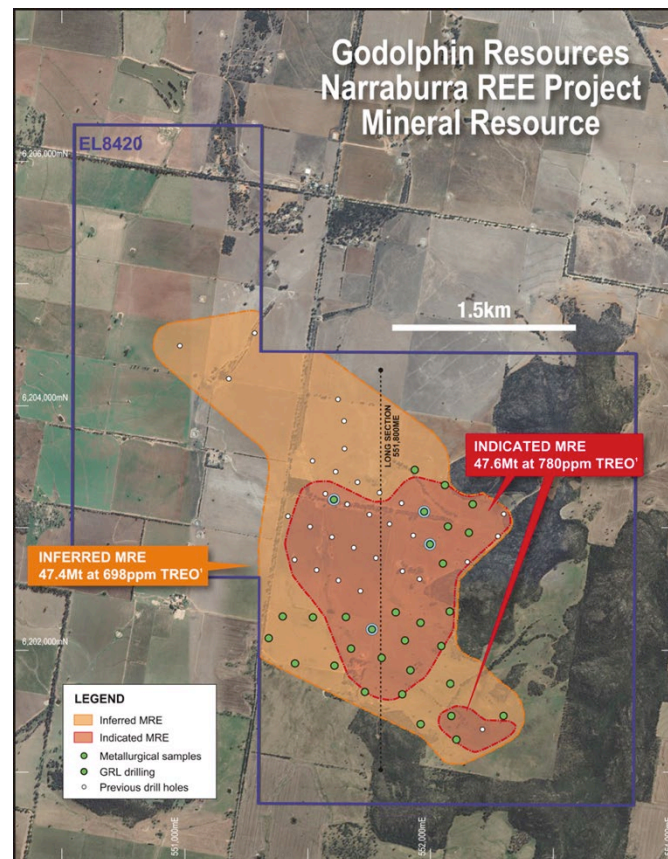 Godolphin Resources
Narraburra REE Project
Mineral Resource
EL8420
6,206,000mN
1.5km
6,204,000mN
LONG SECTION
551,800ME
INDICATED MRE
47.6Mt at 780ppm TREO'
INFERRED MRE
47.4Mt at 698ppm TREO'
6,202,000mN
LEGEND
Inferred MRE
Indicated MRE
Metallurgical samples
GRL drilling
Previous drill holes
551,000mE
552,000mE